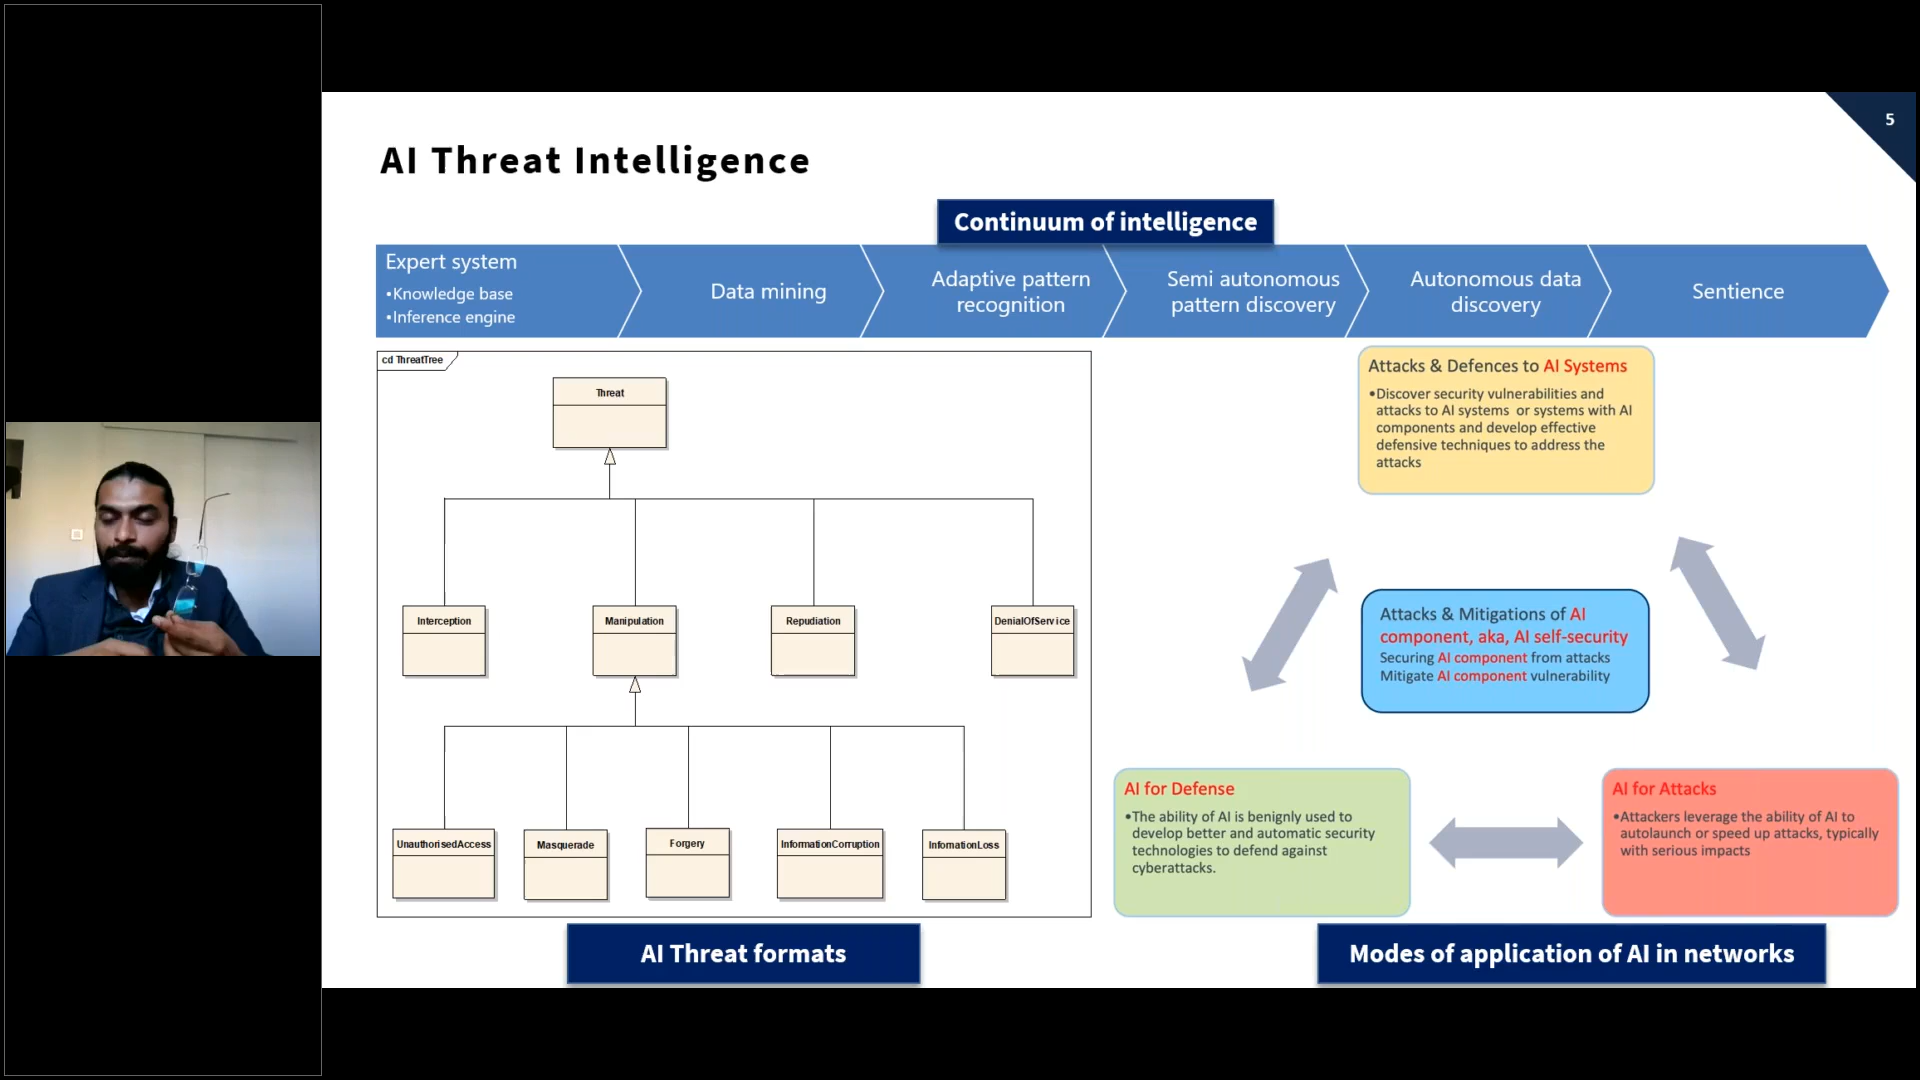 5
AI Threat Intelligence
Continuum of intelligence
Expert system
•Knowledge base
•Inference engine
Data mining
Adaptive pattern
recognition
Semi autonomous
pattern discovery
Autonomous data
discovery
Sentience
cd ThreatTree
Threat
Interception
Manipulation
Repudiation
DenialOfService
UnauthorisedAccess
Masquerade
Forgery
InformationCorruption
InfomationLoss
AI Threat formats
Attacks & Defences to AI Systems
•Discover security vulnerabilities and
attacks to AI systems or systems with AI
components and develop effective
defensive techniques to address the
attacks
Attacks & Mitigations of AI
component, aka, AI self-security
Securing AI component from attacks
Mitigate AI component vulnerability
AI for Defense
•The ability of AI is benignly used to
develop better and automatic security
technologies to defend against
cyberattacks.
AI for Attacks
•Attackers leverage the ability of AI to
autolaunch or speed up attacks, typically
with serious impacts
Modes of application of AI in networks